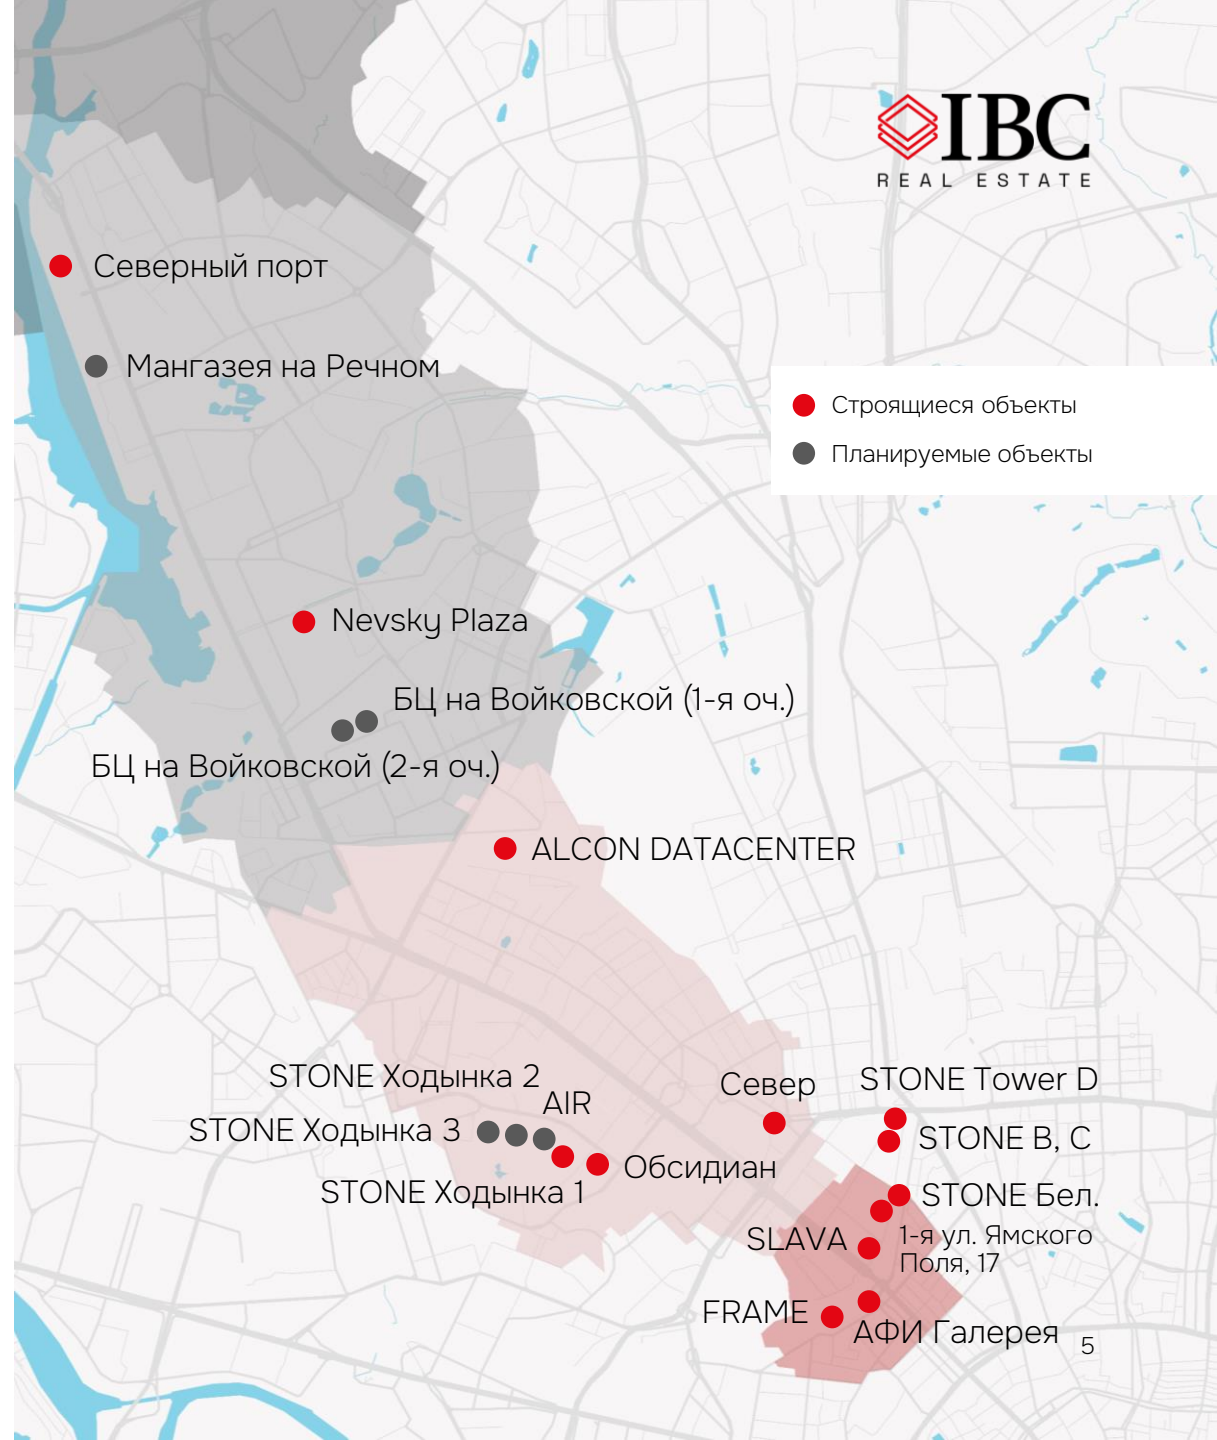 IBC
REAL ESTATE
Северный порт
Мангазея на Речном
Строящиеся объекты
Планируемые объекты
Nevsky Plaza
БЦ на Войковской (1-я оч.)
БЦ на Войковской (2-я оч.)
ALCON DATACENTER
STONE Ходынка 2
AIR
Север
STONE Tower D
STONE Ходынка 3
STONE B, C
Обсидиан
STONE Ходынка 1
STONE Бел.
SLAVA
1-я ул. Ямского
Поля, 17
FRAME
АФИ Галерея
5